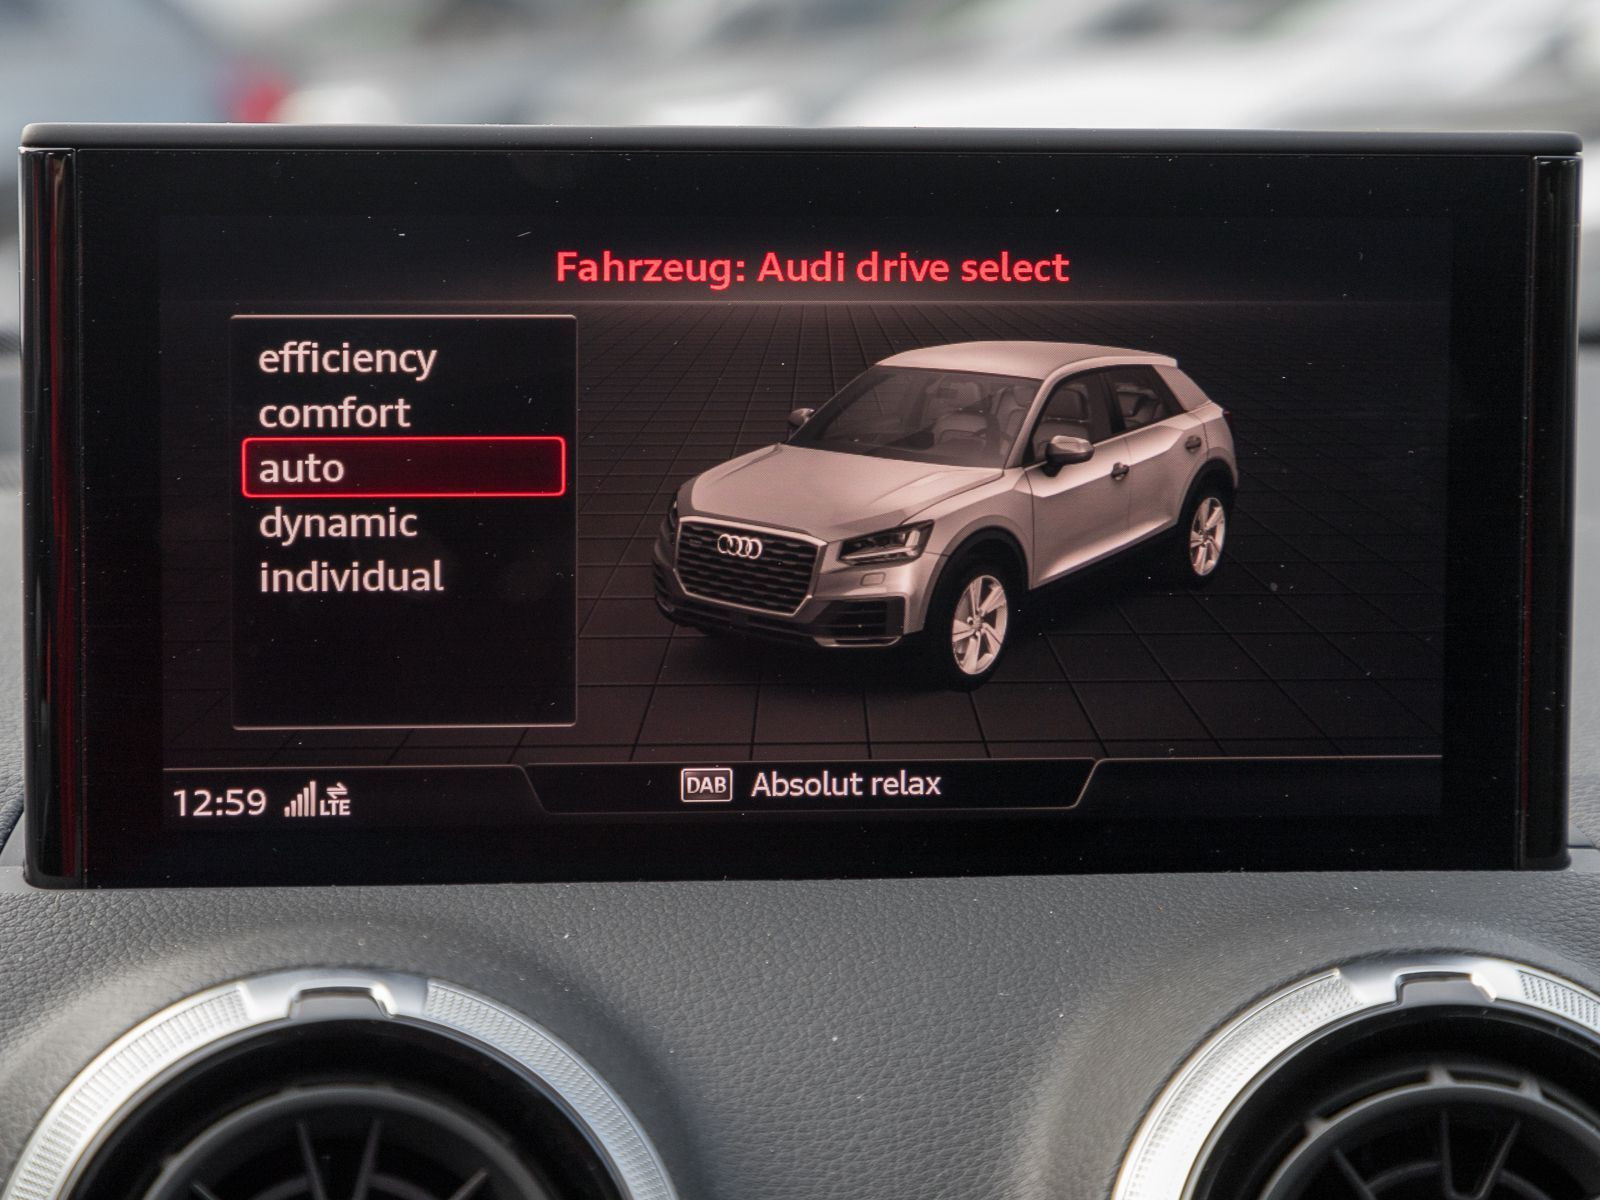 Fahrzeug: Audi drive select
efficiency
comfort
auto
dynamic
individual
12:59 LTE
DAB Absolut relax